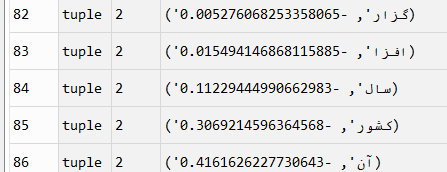 82 tuple 2 ('گزار', -0.005276068253358065)
83 tuple 2 ('افزا', -0.015494146868115885)
84 tuple 2 ('سال', -0.11229444990662983)
85 tuple 2 ('کشور', -0.3069214596364568)
86 tuple 2 ('آن', -0.4161626227730643)